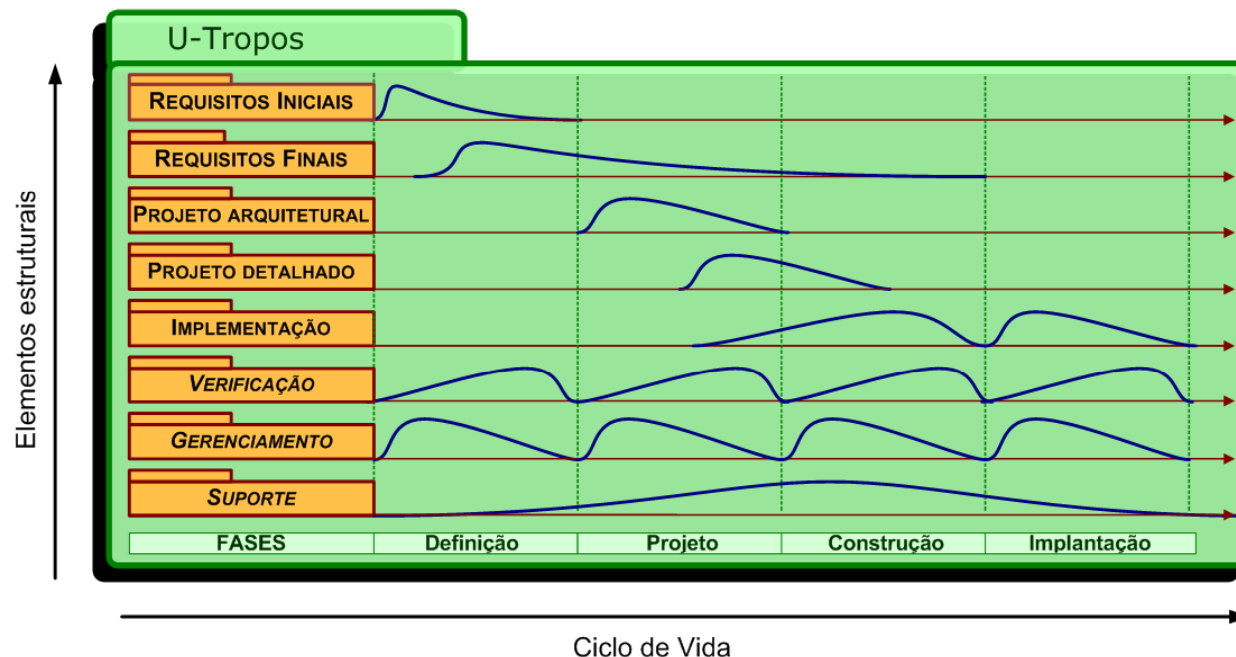 U-Tropos
Elementos estruturais
REQUISITOS INICIAIS
REQUISITOS FINAIS
PROJETO ARQUITETURAL
PROJETO DETALHADO
IMPLEMENTAÇÃO
VERIFICAÇÃO
GERENCIAMENTO
SUPORTE
FASES Definição Projeto Construção Implantação
Ciclo de Vida